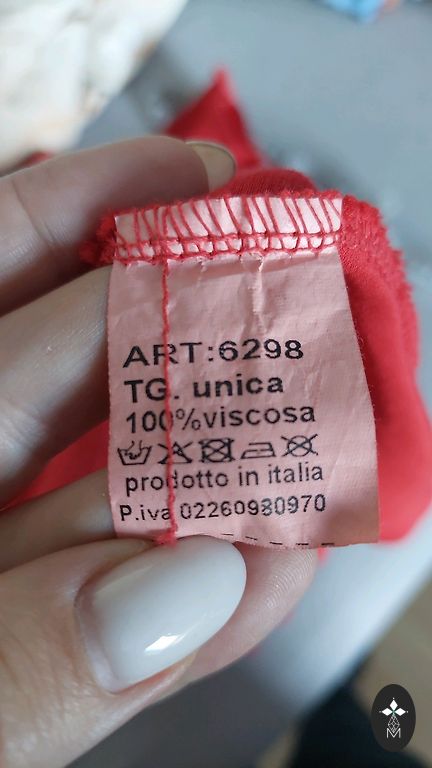 ART:6298
TG. unica
100%viscosa
prodotto in italia
P.iva 02260980970
M